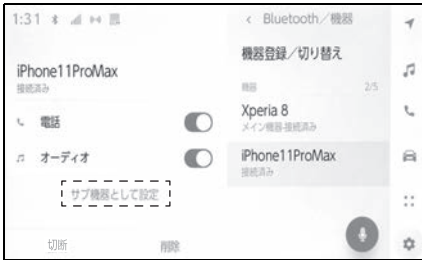 1:31
iPhone11ProMax
接続済み
電話
オーディオ
サブ機器として設定
切断
削除
Bluetooth／機器
機器登録／切り替え
機器
2/5
Xperia 8
メイン機器-接続済み
iPhone11ProMax
接続済み